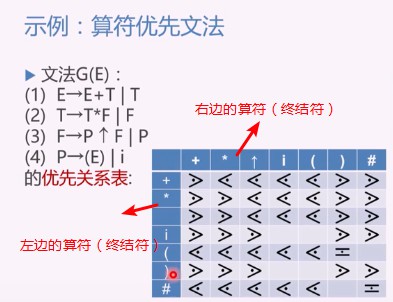 示例：算符优先文法
文法G(E)：
(1) E→E+T | T
(2) T→T*F | F
(3) F→P↑F | P
(4) P→(E) | i
的优先关系表:
右边的算符（终结符）
左边的算符（终结符）
+ * ↑ i ( ) #
+ ⋗ ⋖ ⋖ ⋖ ⋖ ⋗ ⋗
* ⋗ ⋗ ⋖ ⋖ ⋖ ⋗ ⋗
⋗ ⋗ ⋖ ⋖ ⋖ ⋗ ⋗
i ⋗ ⋗ ⋗ ⋗ ⋗
( ⋖ ⋖ ⋖ ⋖ ⋖ ≐
) ⋗ ⋗ ⋗ ⋗ ⋗
# ⋖ ⋖ ⋖ ⋖ ⋖ ≐